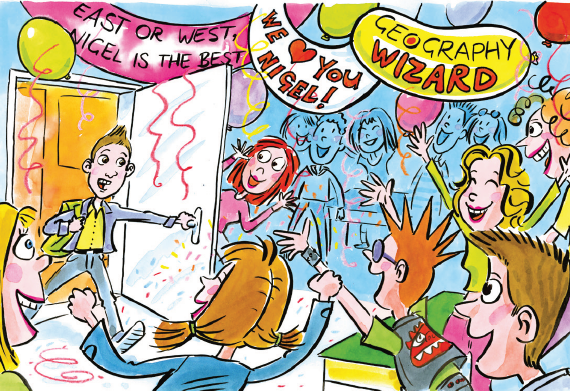 EAST OR WEST,
NIGEL IS THE BEST
WE ❤ YOU
NIGEL!
GEOGRAPHY
WIZARD